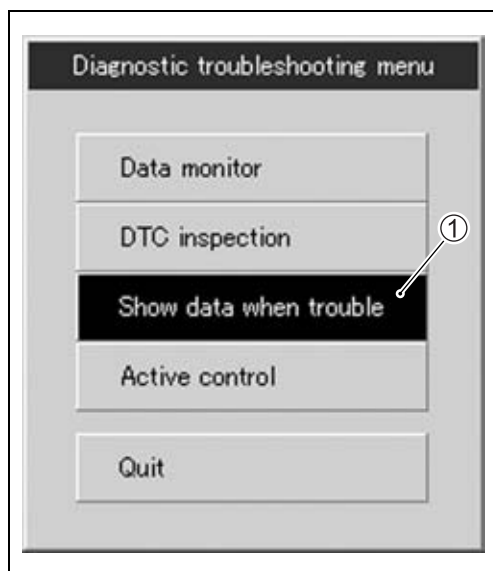 Diagnostic troubleshooting menu
Data monitor
DTC inspection
1
Show data when trouble
Active control
Quit